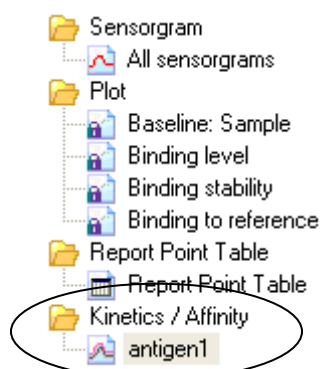 Sensorgram
All sensorgrams
Plot
Baseline: Sample
Binding level
Binding stability
Binding to reference
Report Point Table
Report Point Table
Kinetics / Affinity
antigen1